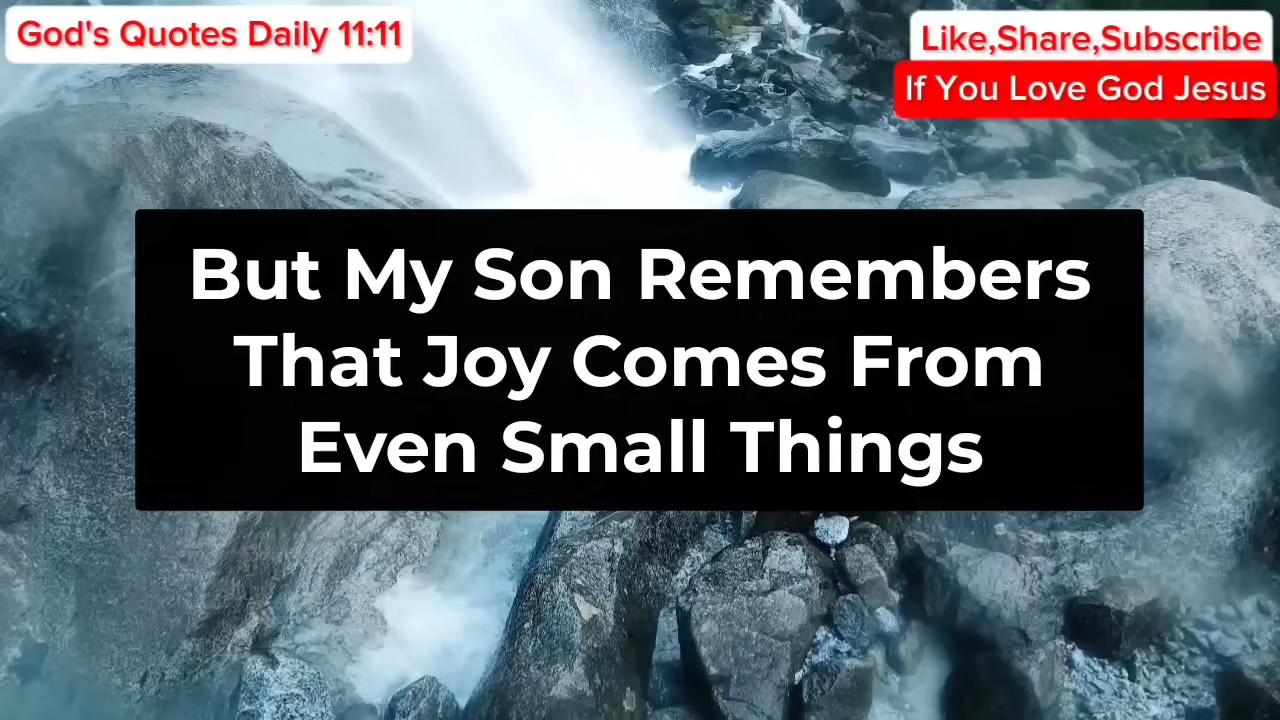 God's Quotes Daily 11:11
Like,Share,Subscribe
If You Love God Jesus
But My Son Remembers
That Joy Comes From
Even Small Things